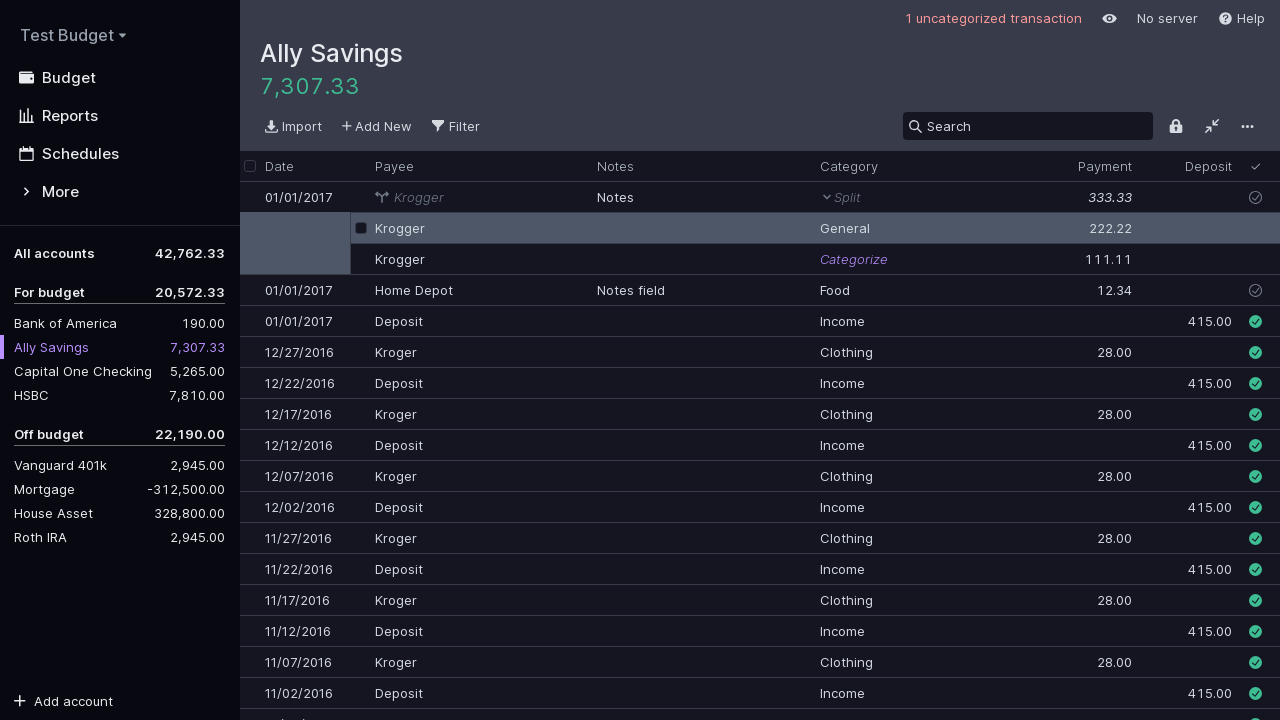 Test Budget
Budget
Reports
Schedules
More
All accounts 42,762.33
For budget 20,572.33
Bank of America 190.00
Ally Savings 7,307.33
Capital One Checking 5,265.00
HSBC 7,810.00
Off budget 22,190.00
Vanguard 401k 2,945.00
Mortgage -312,500.00
House Asset 328,800.00
Roth IRA 2,945.00
Add account
1 uncategorized transaction No server Help
Ally Savings
7,307.33
Import Add New Filter Search
Date Payee Notes Category Payment Deposit
01/01/2017 Krogger Notes Split 333.33
Krogger General 222.22
Krogger Categorize 111.11
01/01/2017 Home Depot Notes field Food 12.34
01/01/2017 Deposit Income 415.00
12/27/2016 Kroger Clothing 28.00
12/22/2016 Deposit Income 415.00
12/17/2016 Kroger Clothing 28.00
12/12/2016 Deposit Income 415.00
12/07/2016 Kroger Clothing 28.00
12/02/2016 Deposit Income 415.00
11/27/2016 Kroger Clothing 28.00
11/22/2016 Deposit Income 415.00
11/17/2016 Kroger Clothing 28.00
11/12/2016 Deposit Income 415.00
11/07/2016 Kroger Clothing 28.00
11/02/2016 Deposit Income 415.00